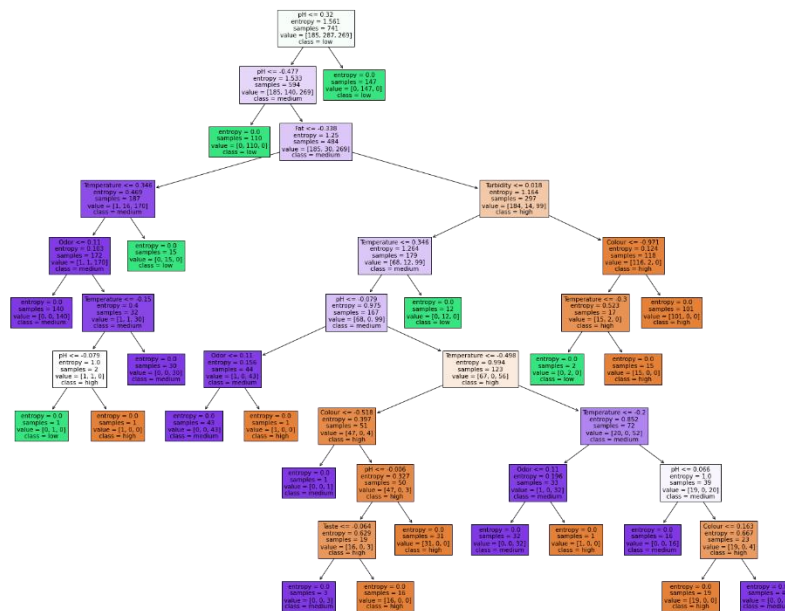 pH <= 0.32
entropy = 1.561
samples = 741
value = [185, 287, 269]
class = low
pH <= -0.477
entropy = 1.533
samples = 594
value = [185, 140, 269]
class = medium
entropy = 0.0
samples = 147
value = [0, 147, 0]
class = low
entropy = 0.0
samples = 110
value = [0, 110, 0]
class = low
Fat <= -0.338
entropy = 1.25
samples = 484
value = [185, 30, 269]
class = medium
Temperature <= 0.346
entropy = 0.469
samples = 187
value = [1, 16, 170]
class = medium
Turbidity <= 0.018
entropy = 1.164
samples = 297
value = [184, 14, 99]
class = high
Odor <= 0.11
entropy = 0.103
samples = 172
value = [1, 1, 170]
class = medium
entropy = 0.0
samples = 15
value = [0, 15, 0]
class = low
Temperature <= 0.346
entropy = 1.264
samples = 179
value = [68, 12, 99]
class = medium
Colour <= -0.971
entropy = 0.124
samples = 118
value = [116, 2, 0]
class = high
entropy = 0.0
samples = 140
value = [0, 0, 140]
class = medium
Temperature <= -0.15
entropy = 0.4
samples = 32
value = [1, 1, 30]
class = medium
pH <= -0.079
entropy = 0.975
samples = 167
value = [68, 0, 99]
class = medium
entropy = 0.0
samples = 12
value = [0, 12, 0]
class = low
Temperature <= -0.3
entropy = 0.523
samples = 17
value = [15, 2, 0]
class = high
entropy = 0.0
samples = 101
value = [101, 0, 0]
class = high
pH <= -0.079
entropy = 1.0
samples = 2
value = [1, 1, 0]
class = high
entropy = 0.0
samples = 30
value = [0, 0, 30]
class = medium
Odor <= 0.11
entropy = 0.156
samples = 44
value = [1, 0, 43]
class = medium
Temperature <= -0.498
entropy = 0.994
samples = 123
value = [67, 0, 56]
class = high
entropy = 0.0
samples = 2
value = [0, 2, 0]
class = low
entropy = 0.0
samples = 15
value = [15, 0, 0]
class = high
entropy = 0.0
samples = 1
value = [0, 1, 0]
class = low
entropy = 0.0
samples = 1
value = [1, 0, 0]
class = high
entropy = 0.0
samples = 43
value = [0, 0, 43]
class = medium
entropy = 0.0
samples = 1
value = [1, 0, 0]
class = high
Colour <= -0.518
entropy = 0.397
samples = 51
value = [47, 0, 4]
class = high
Temperature <= -0.2
entropy = 0.852
samples = 72
value = [20, 0, 52]
class = medium
entropy = 0.0
samples = 1
value = [0, 0, 1]
class = medium
pH <= -0.006
entropy = 0.327
samples = 50
value = [47, 0, 3]
class = high
Odor <= 0.11
entropy = 0.196
samples = 33
value = [1, 0, 32]
class = medium
pH <= 0.066
entropy = 1.0
samples = 39
value = [19, 0, 20]
class = medium
Taste <= -0.064
entropy = 0.629
samples = 19
value = [16, 0, 3]
class = high
entropy = 0.0
samples = 31
value = [31, 0, 0]
class = high
entropy = 0.0
samples = 32
value = [0, 0, 32]
class = medium
entropy = 0.0
samples = 1
value = [1, 0, 0]
class = high
entropy = 0.0
samples = 16
value = [0, 0, 16]
class = medium
Colour <= 0.163
entropy = 0.667
samples = 23
value = [19, 0, 4]
class = high
entropy = 0.0
samples = 3
value = [0, 0, 3]
class = medium
entropy = 0.0
samples = 16
value = [16, 0, 0]
class = high
entropy = 0.0
samples = 19
value = [19, 0, 0]
class = high
entropy = 0.0
samples = 4
value = [0, 0,
class =